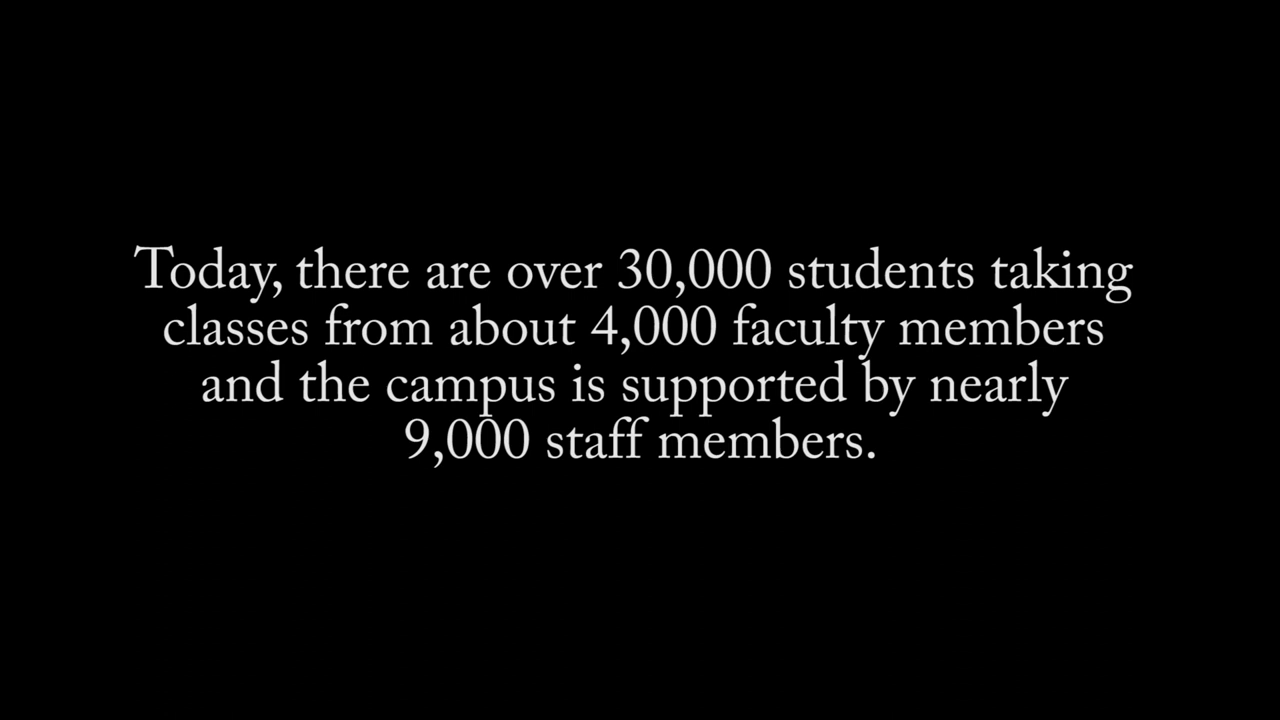 Today, there are over 30,000 students taking
classes from about 4,000 faculty members
and the campus is supported by nearly
9,000 staff members.